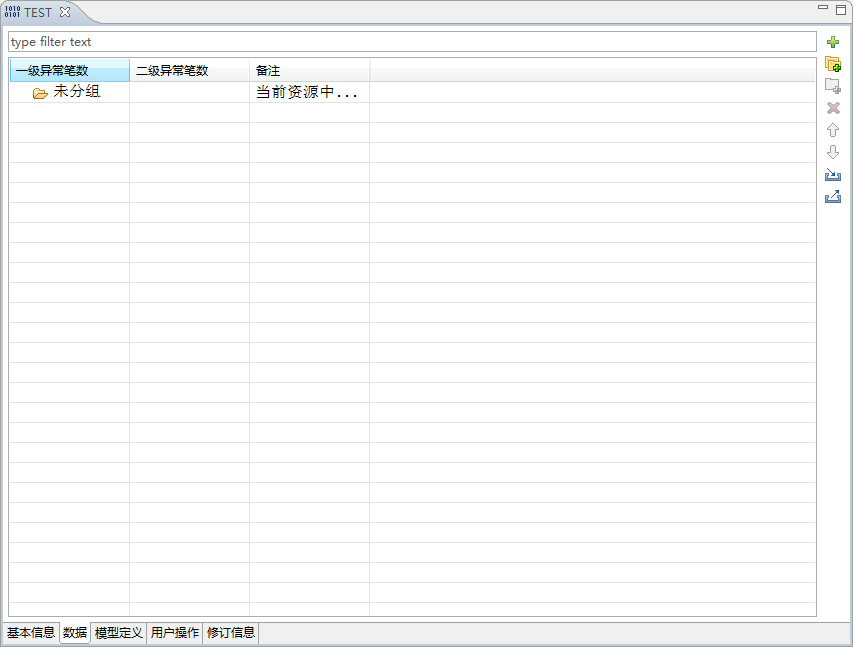 1010
0101 TEST
type filter text
一级异常笔数 二级异常笔数 备注
未分组 当前资源中...
基本信息 数据 模型定义 用户操作 修订信息